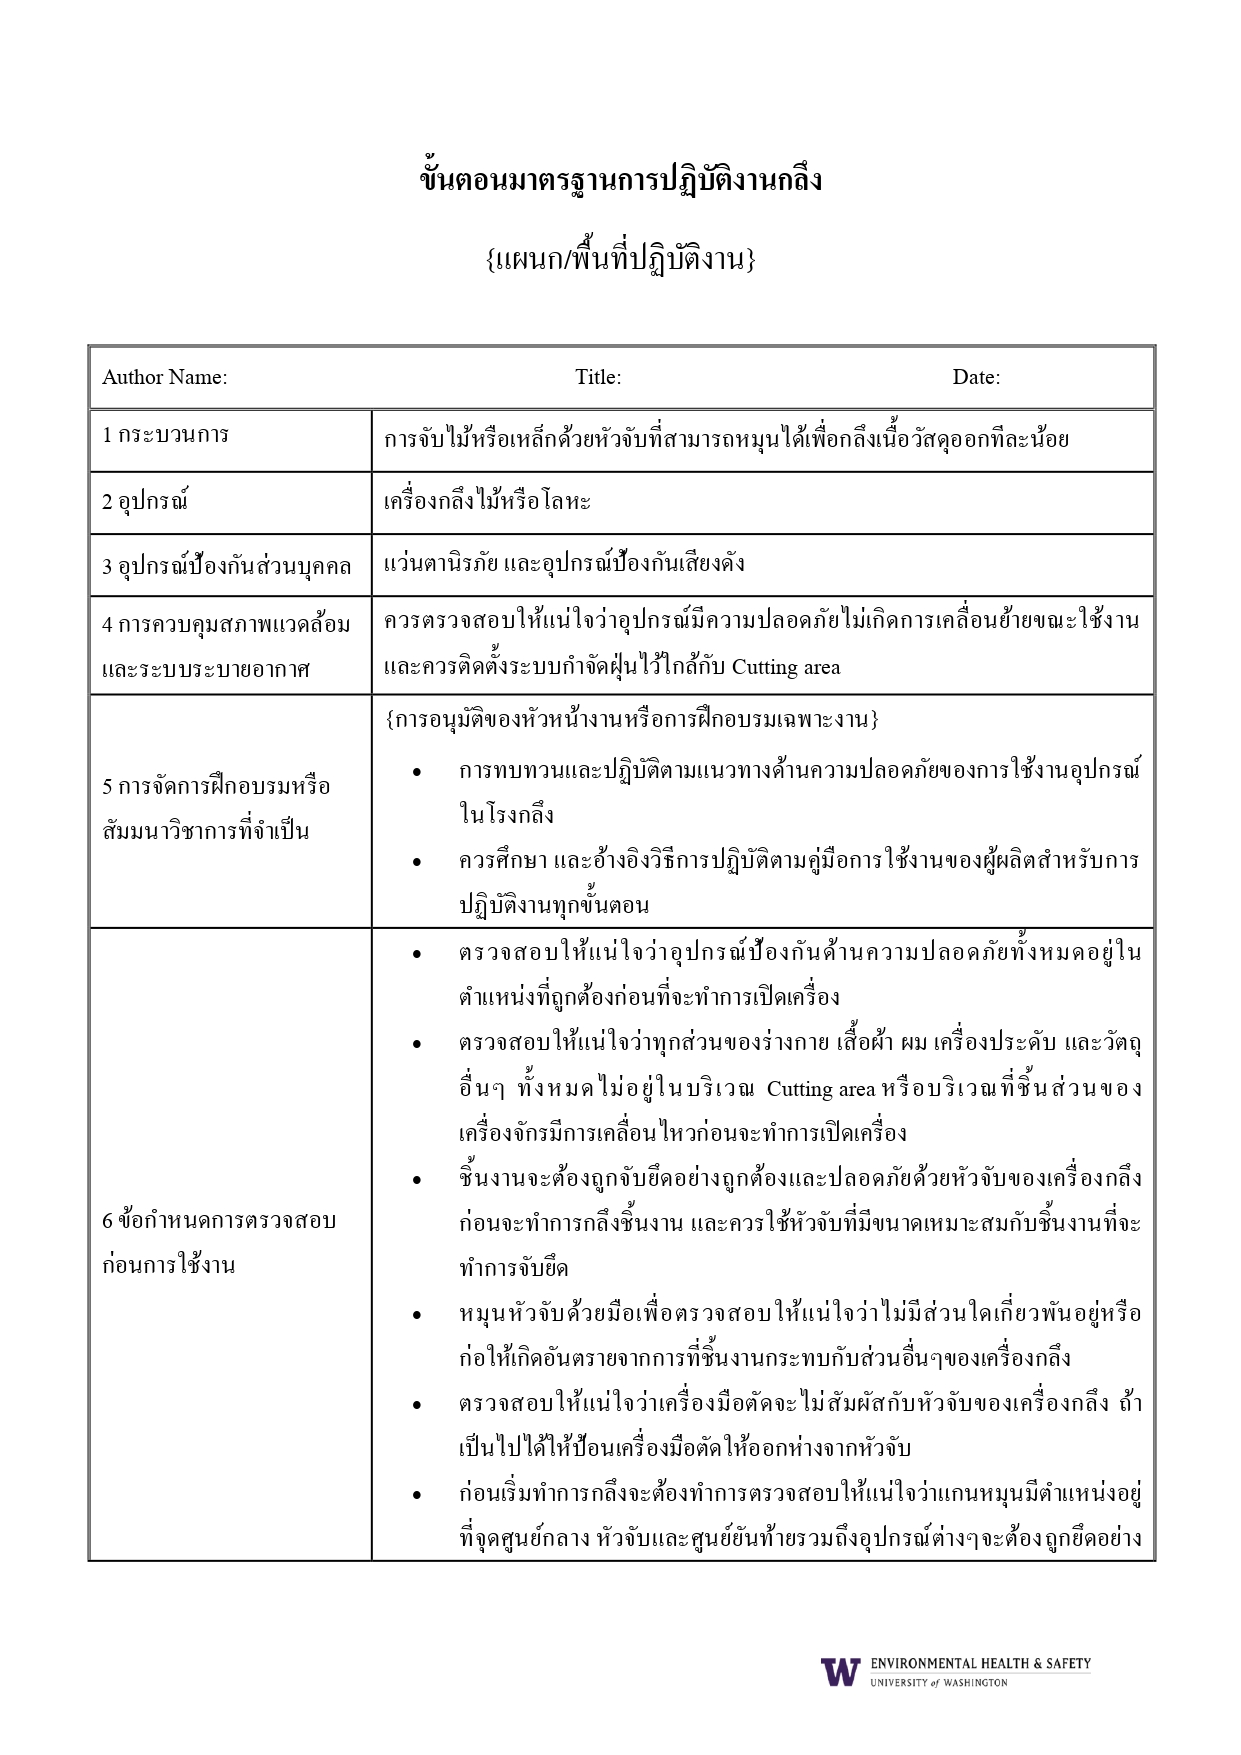 ขั้นตอนมาตรฐานการปฏิบัติงานกลึง
{แผนก/พื้นที่ปฏิบัติงาน}
Author Name: Title: Date:
1 กระบวนการ
การจับไม้หรือเหล็กด้วยหัวจับที่สามารถหมุนได้เพื่อกลึงเนื้อวัสดุออกทีละน้อย
2 อุปกรณ์
เครื่องกลึงไม้หรือโลหะ
3 อุปกรณ์ป้องกันส่วนบุคคล
แว่นตานิรภัย และอุปกรณ์ป้องกันเสียงดัง
4 การควบคุมสภาพแวดล้อม
และระบบระบายอากาศ
ควรตรวจสอบให้แน่ใจว่าอุปกรณ์มีความปลอดภัยไม่เกิดการเคลื่อนย้ายขณะใช้งาน
และควรติดตั้งระบบกำจัดฝุ่นไว้ใกล้กับ Cutting area
5 การจัดการฝึกอบรมหรือ
สัมมนาวิชาการที่จำเป็น
{การอนุมัติของหัวหน้างานหรือการฝึกอบรมเฉพาะงาน}
• การทบทวนและปฏิบัติตามแนวทางด้านความปลอดภัยของการใช้งานอุปกรณ์
ในโรงกลึง
• ควรศึกษา และอ้างอิงวิธีการปฏิบัติตามคู่มือการใช้งานของผู้ผลิตสำหรับการ
ปฏิบัติงานทุกขั้นตอน
6 ข้อกำหนดการตรวจสอบ
ก่อนการใช้งาน
• ตรวจสอบให้แน่ใจว่าอุปกรณ์ป้องกันด้านความปลอดภัยทั้งหมดอยู่ใน
ตำแหน่งที่ถูกต้องก่อนที่จะทำการเปิดเครื่อง
• ตรวจสอบให้แน่ใจว่าทุกส่วนของร่างกาย เสื้อผ้า ผม เครื่องประดับ และวัตถุ
อื่นๆ ทั้งหมดไม่อยู่ในบริเวณ Cutting area หรือบริเวณที่ชิ้นส่วนของ
เครื่องจักรมีการเคลื่อนไหวก่อนจะทำการเปิดเครื่อง
• ชิ้นงานจะต้องถูกจับยึดอย่างถูกต้องและปลอดภัยด้วยหัวจับของเครื่องกลึง
ก่อนจะทำการกลึงชิ้นงาน และควรใช้หัวจับที่มีขนาดเหมาะสมกับชิ้นงานที่จะ
ทำการจับยึด
• หมุนหัวจับด้วยมือเพื่อตรวจสอบให้แน่ใจว่าไม่มีส่วนใดเกี่ยวพันอยู่หรือ
ก่อให้เกิดอันตรายจากการที่ชิ้นงานกระทบกับส่วนอื่นๆของเครื่องกลึง
• ตรวจสอบให้แน่ใจว่าเครื่องมือตัดจะไม่สัมผัสกับหัวจับของเครื่องกลึง ถ้า
เป็นไปได้ให้ป้อนเครื่องมือตัดให้ออกห่างจากหัวจับ
• ก่อนเริ่มทำการกลึงจะต้องทำการตรวจสอบให้แน่ใจว่าแกนหมุนมีตำแหน่งอยู่
ที่จุดศูนย์กลาง หัวจับและศูนย์ยันท้ายรวมถึงอุปกรณ์ต่างๆจะต้องถูกยึดอย่าง
W ENVIRONMENTAL HEALTH & SAFETY
UNIVERSITY of WASHINGTON